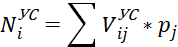 N_i^{УС} = ∑ V_{ij}^{УС} * p_j